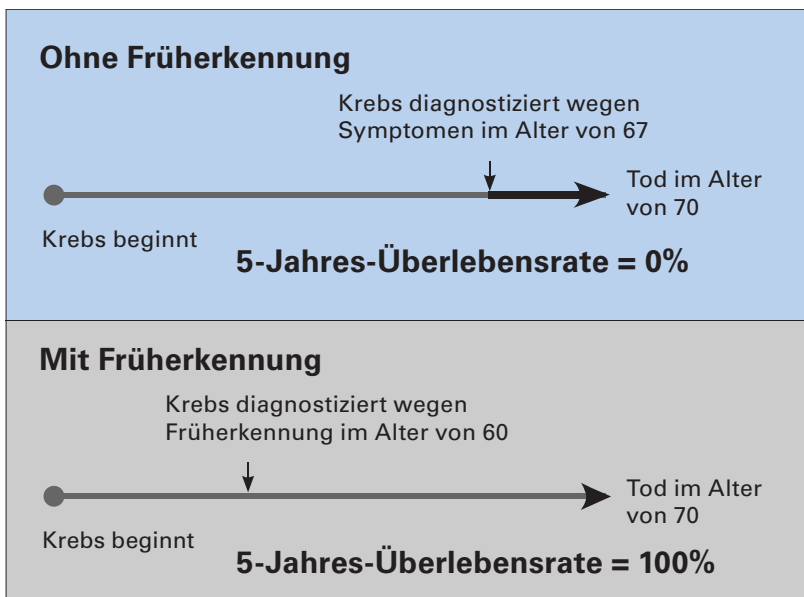 Ohne Früherkennung
Krebs diagnostiziert wegen
Symptomen im Alter von 67
Tod im Alter
von 70
Krebs beginnt
5-Jahres-Überlebensrate = 0%
Mit Früherkennung
Krebs diagnostiziert wegen
Früherkennung im Alter von 60
Tod im Alter
von 70
Krebs beginnt
5-Jahres-Überlebensrate = 100%